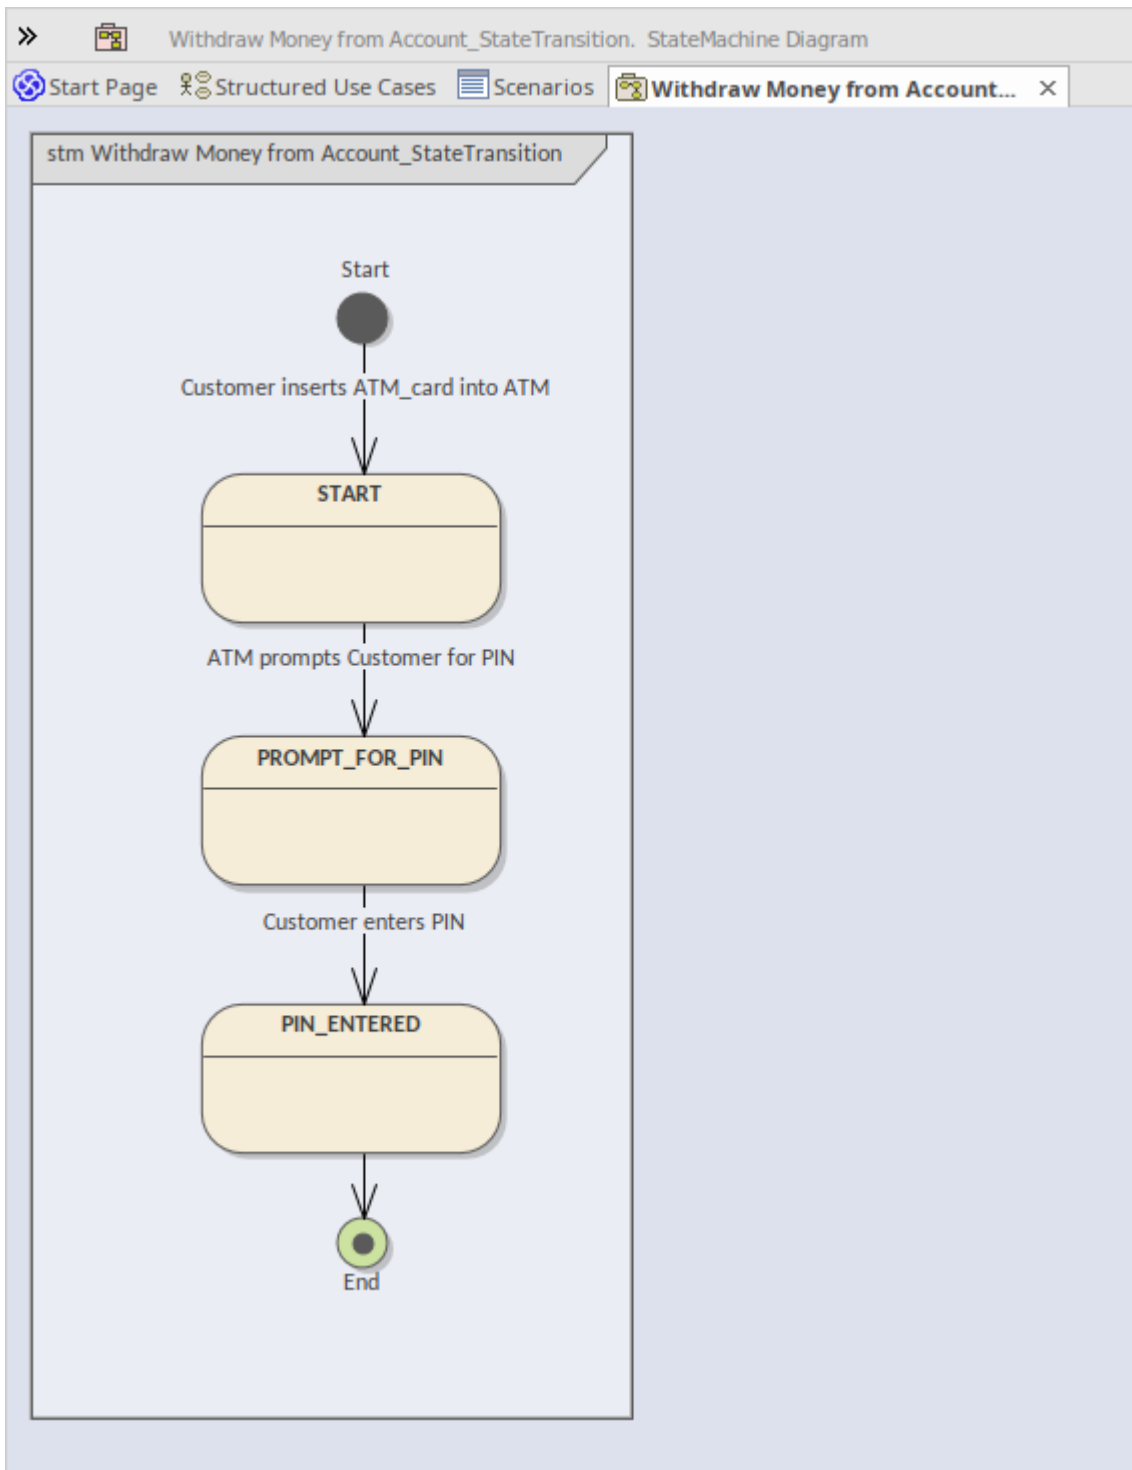 Withdraw Money from Account_StateTransition. StateMachine Diagram
Start Page Structured Use Cases Scenarios Withdraw Money from Account...
stm Withdraw Money from Account_StateTransition
Start
Customer inserts ATM_card into ATM
START
ATM prompts Customer for PIN
PROMPT_FOR_PIN
Customer enters PIN
PIN_ENTERED
End